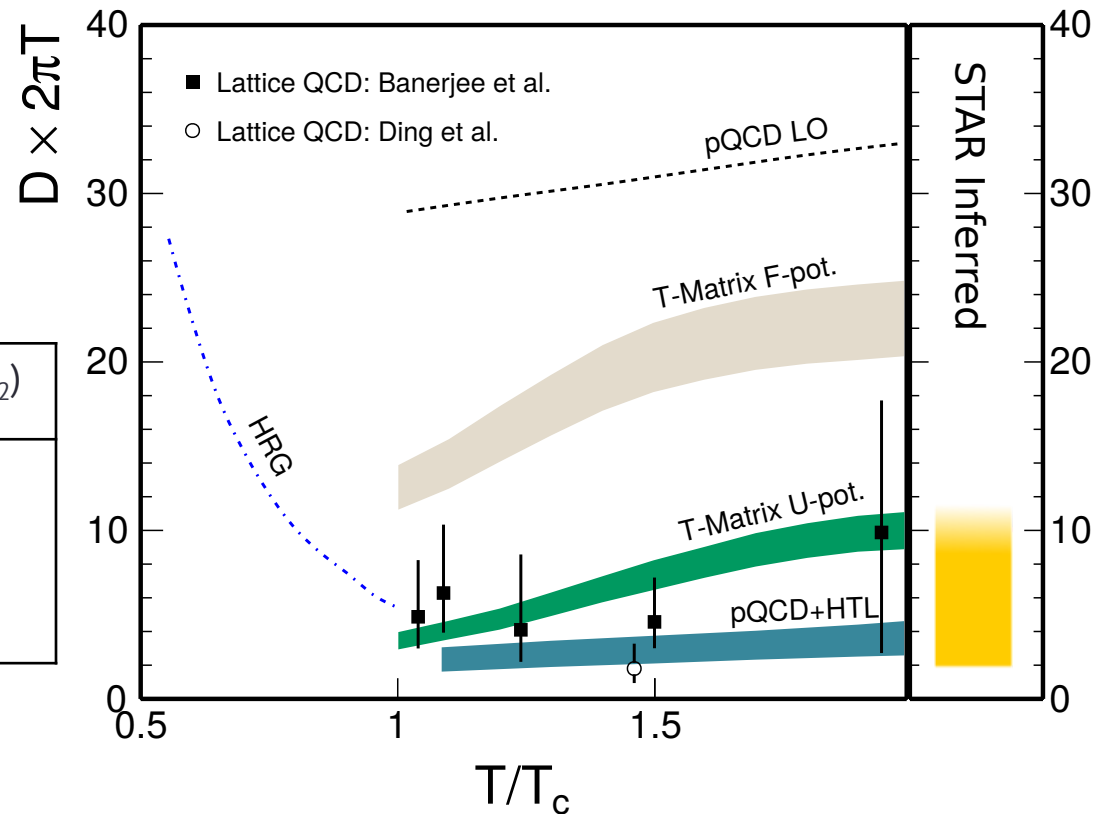 40
40
D × 2πT
Lattice QCD: Banerjee et al.
Lattice QCD: Ding et al.
pQCD LO
STAR Inferred
30
30
T-Matrix F-pot.
20
20
2)
HRG
T-Matrix U-pot.
10
10
pQCD+HTL
0
0
0.5
1
1.5
T/Tc